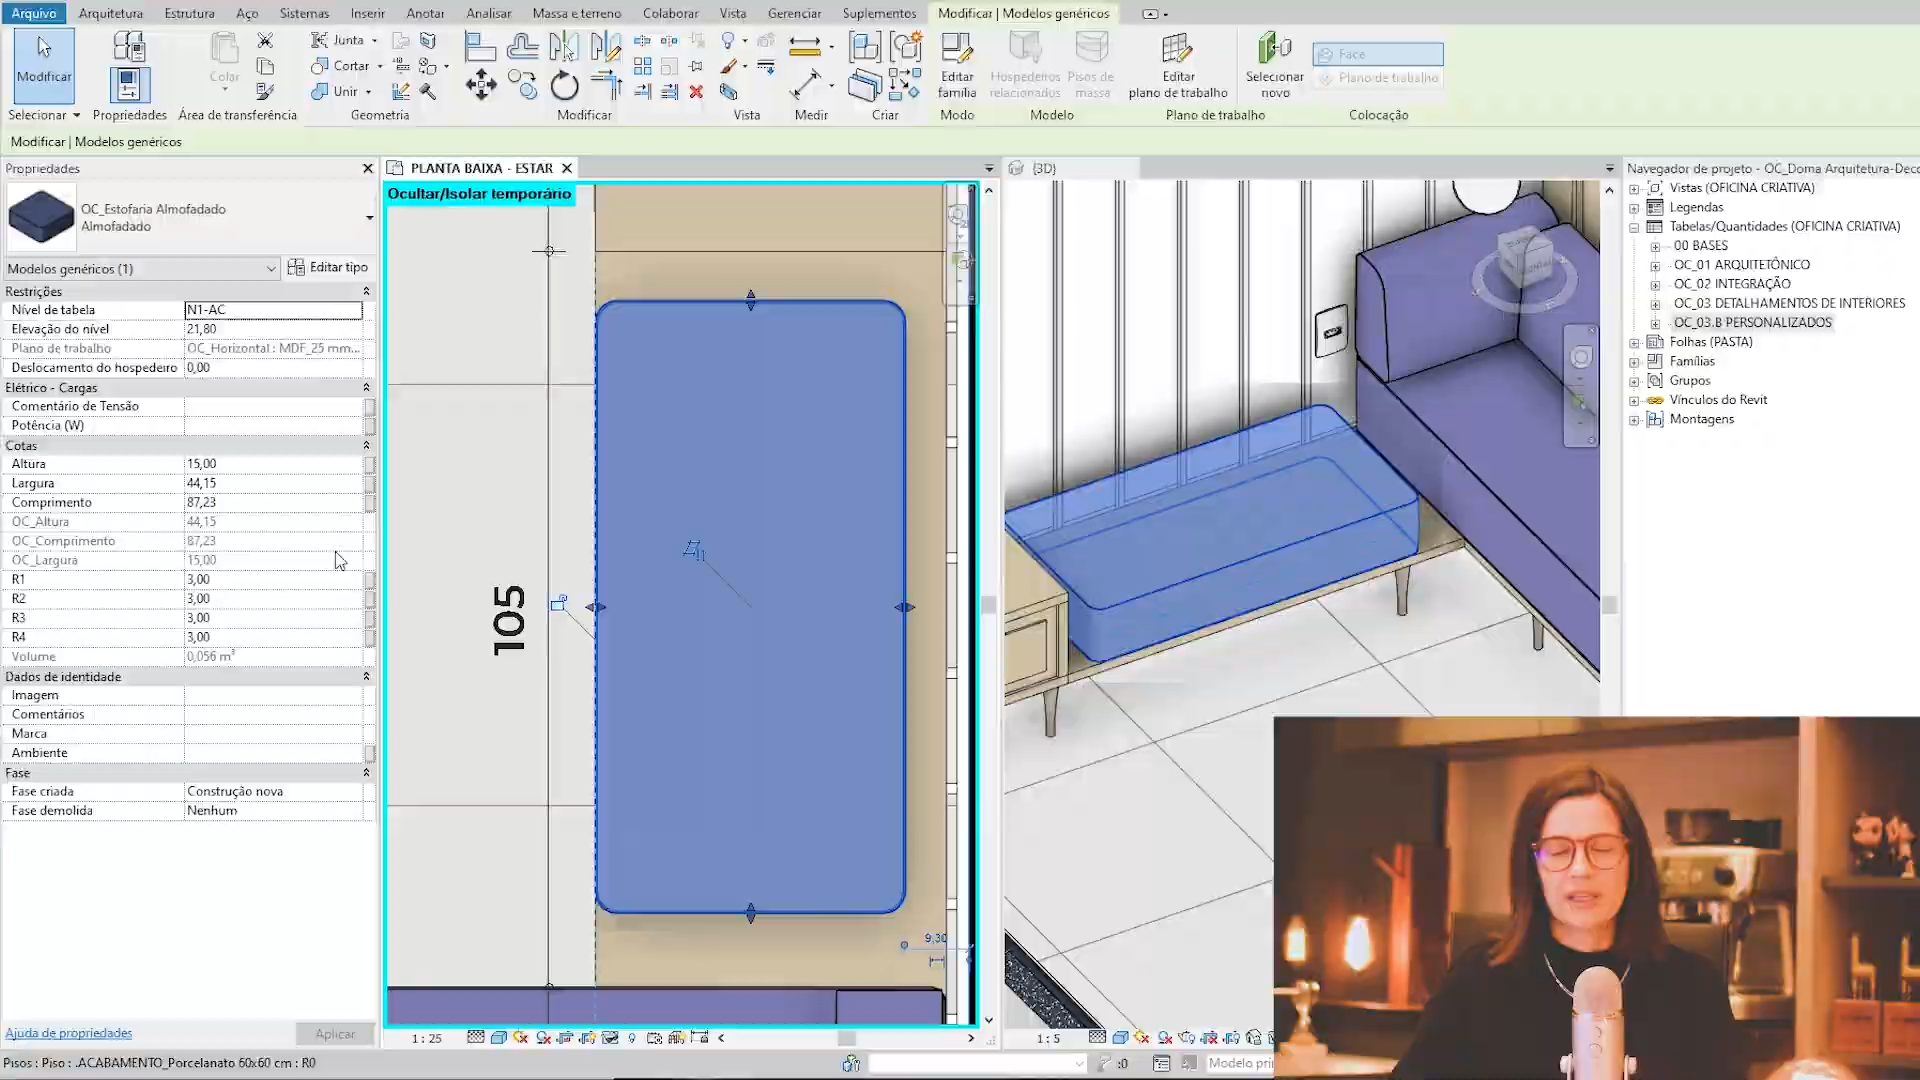 Arquivo Arquitetura Estrutura Aço Sistemas Inserir Anotar Analisar Massa e terreno Colaborar Vista Gerenciar Suplementos Modificar | Modelos genéricos
Modificar
Colar
Junta
Cortar
Unir
Editar família
Hospedeiros relacionados
Pisos de massa
Editar plano de trabalho
Selecionar novo
Face
Plano de trabalho
Selecionar Propriedades Área de transferência Geometria Modificar Vista Medir Criar Modo Modelo Plano de trabalho Colocação
Modificar | Modelos genéricos
Propriedades
OC_Estofaria Almofadado
Almofadado
Modelos genéricos (1) Editar tipo
Restrições
Nível de tabela N1-AC
Elevação do nível 21,80
Plano de trabalho OC_Horizontal : MDF_25 mm...
Deslocamento do hospedeiro 0,00
Elétrico - Cargas
Comentário de Tensão
Potência (W)
Cotas
Altura 15,00
Largura 44,15
Comprimento 87,23
OC_Altura 44,15
OC_Comprimento 87,23
OC_Largura 15,00
R1 3,00
R2 3,00
R3 3,00
R4 3,00
Volume 0,056 m³
Dados de identidade
Imagem
Comentários
Marca
Ambiente
Fase
Fase criada Construção nova
Fase demolida Nenhum
Ajuda de propriedades Aplicar
PLANTA BAIXA - ESTAR
Ocultar/Isolar temporário
105
9,30
1 : 25
{3D}
1 : 5
Navegador de projeto - OC_Doma Arquitetura-Deco
Vistas (OFICINA CRIATIVA)
Legendas
Tabelas/Quantidades (OFICINA CRIATIVA)
00 BASES
OC_01 ARQUITETÔNICO
OC_02 INTEGRAÇÃO
OC_03 DETALHAMENTOS DE INTERIORES
OC_03.B PERSONALIZADOS
Folhas (PASTA)
Famílias
Grupos
Vínculos do Revit
Montagens
Pisos : Piso : .ACABAMENTO_Porcelanato 60x60 cm : R0
:0
Modelo pri